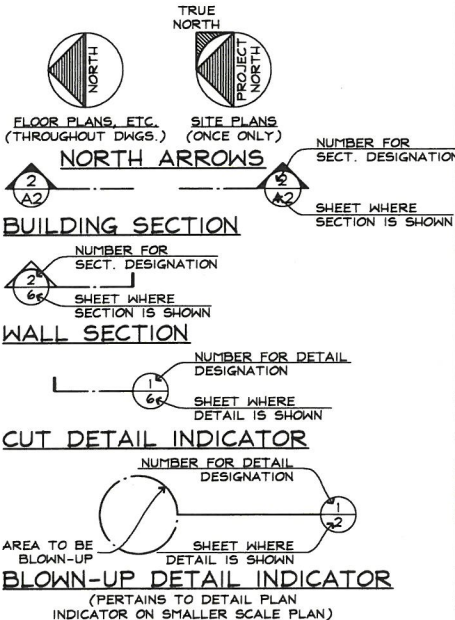 TRUE
NORTH
NORTH
PROJECT
NORTH
FLOOR PLANS, ETC.
(THROUGHOUT DWGS.)
SITE PLANS
(ONCE ONLY)
NORTH ARROWS
2
A2
2
A2
NUMBER FOR
SECT. DESIGNATION
SHEET WHERE
SECTION IS SHOWN
BUILDING SECTION
2
6
NUMBER FOR
SECT. DESIGNATION
SHEET WHERE
SECTION IS SHOWN
WALL SECTION
1
6
NUMBER FOR DETAIL
DESIGNATION
SHEET WHERE
DETAIL IS SHOWN
CUT DETAIL INDICATOR
NUMBER FOR DETAIL
DESIGNATION
1
2
AREA TO BE
BLOWN-UP
SHEET WHERE
DETAIL IS SHOWN
BLOWN-UP DETAIL INDICATOR
(PERTAINS TO DETAIL PLAN
INDICATOR ON SMALLER SCALE PLAN)